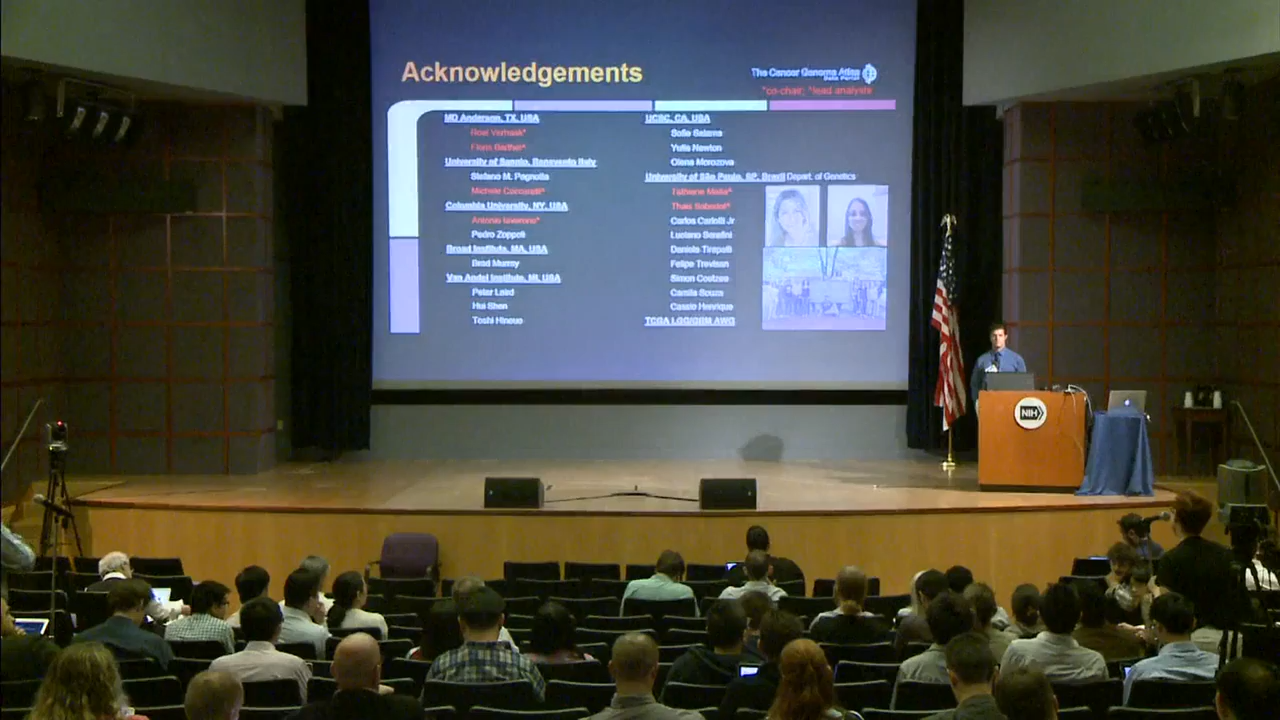 Acknowledgements
The Cancer Genome Atlas
Data Portal
*co-chair; ^lead analysts
MD Anderson, TX, USA
Roel Verhaak*
Floris Barthel^
University of Sannio, Benevento Italy
Stefano M. Pagnotta
Michele Ceccarelli^
Columbia University, NY, USA
Antonio Iavarone*
Pedro Zoppoli
Broad Institute, MA, USA
Brad Murray
Van Andel Institute, MI, USA
Peter Laird
Hui Shen
Toshi Hinoue
UCSC, CA, USA
Sofie Salama
Yulia Newton
Olena Morozova
University of São Paulo, SP, Brazil Depart. of Genetics
Tathiane Malta^
Thais Sabedot^
Carlos Carlotti Jr
Luciano Serafini
Daniela Tirapelli
Felipe Trevisan
Simon Coetzee
Camila Souza
Cassio Henrique
TCGA LGG/GBM AWG
NIH